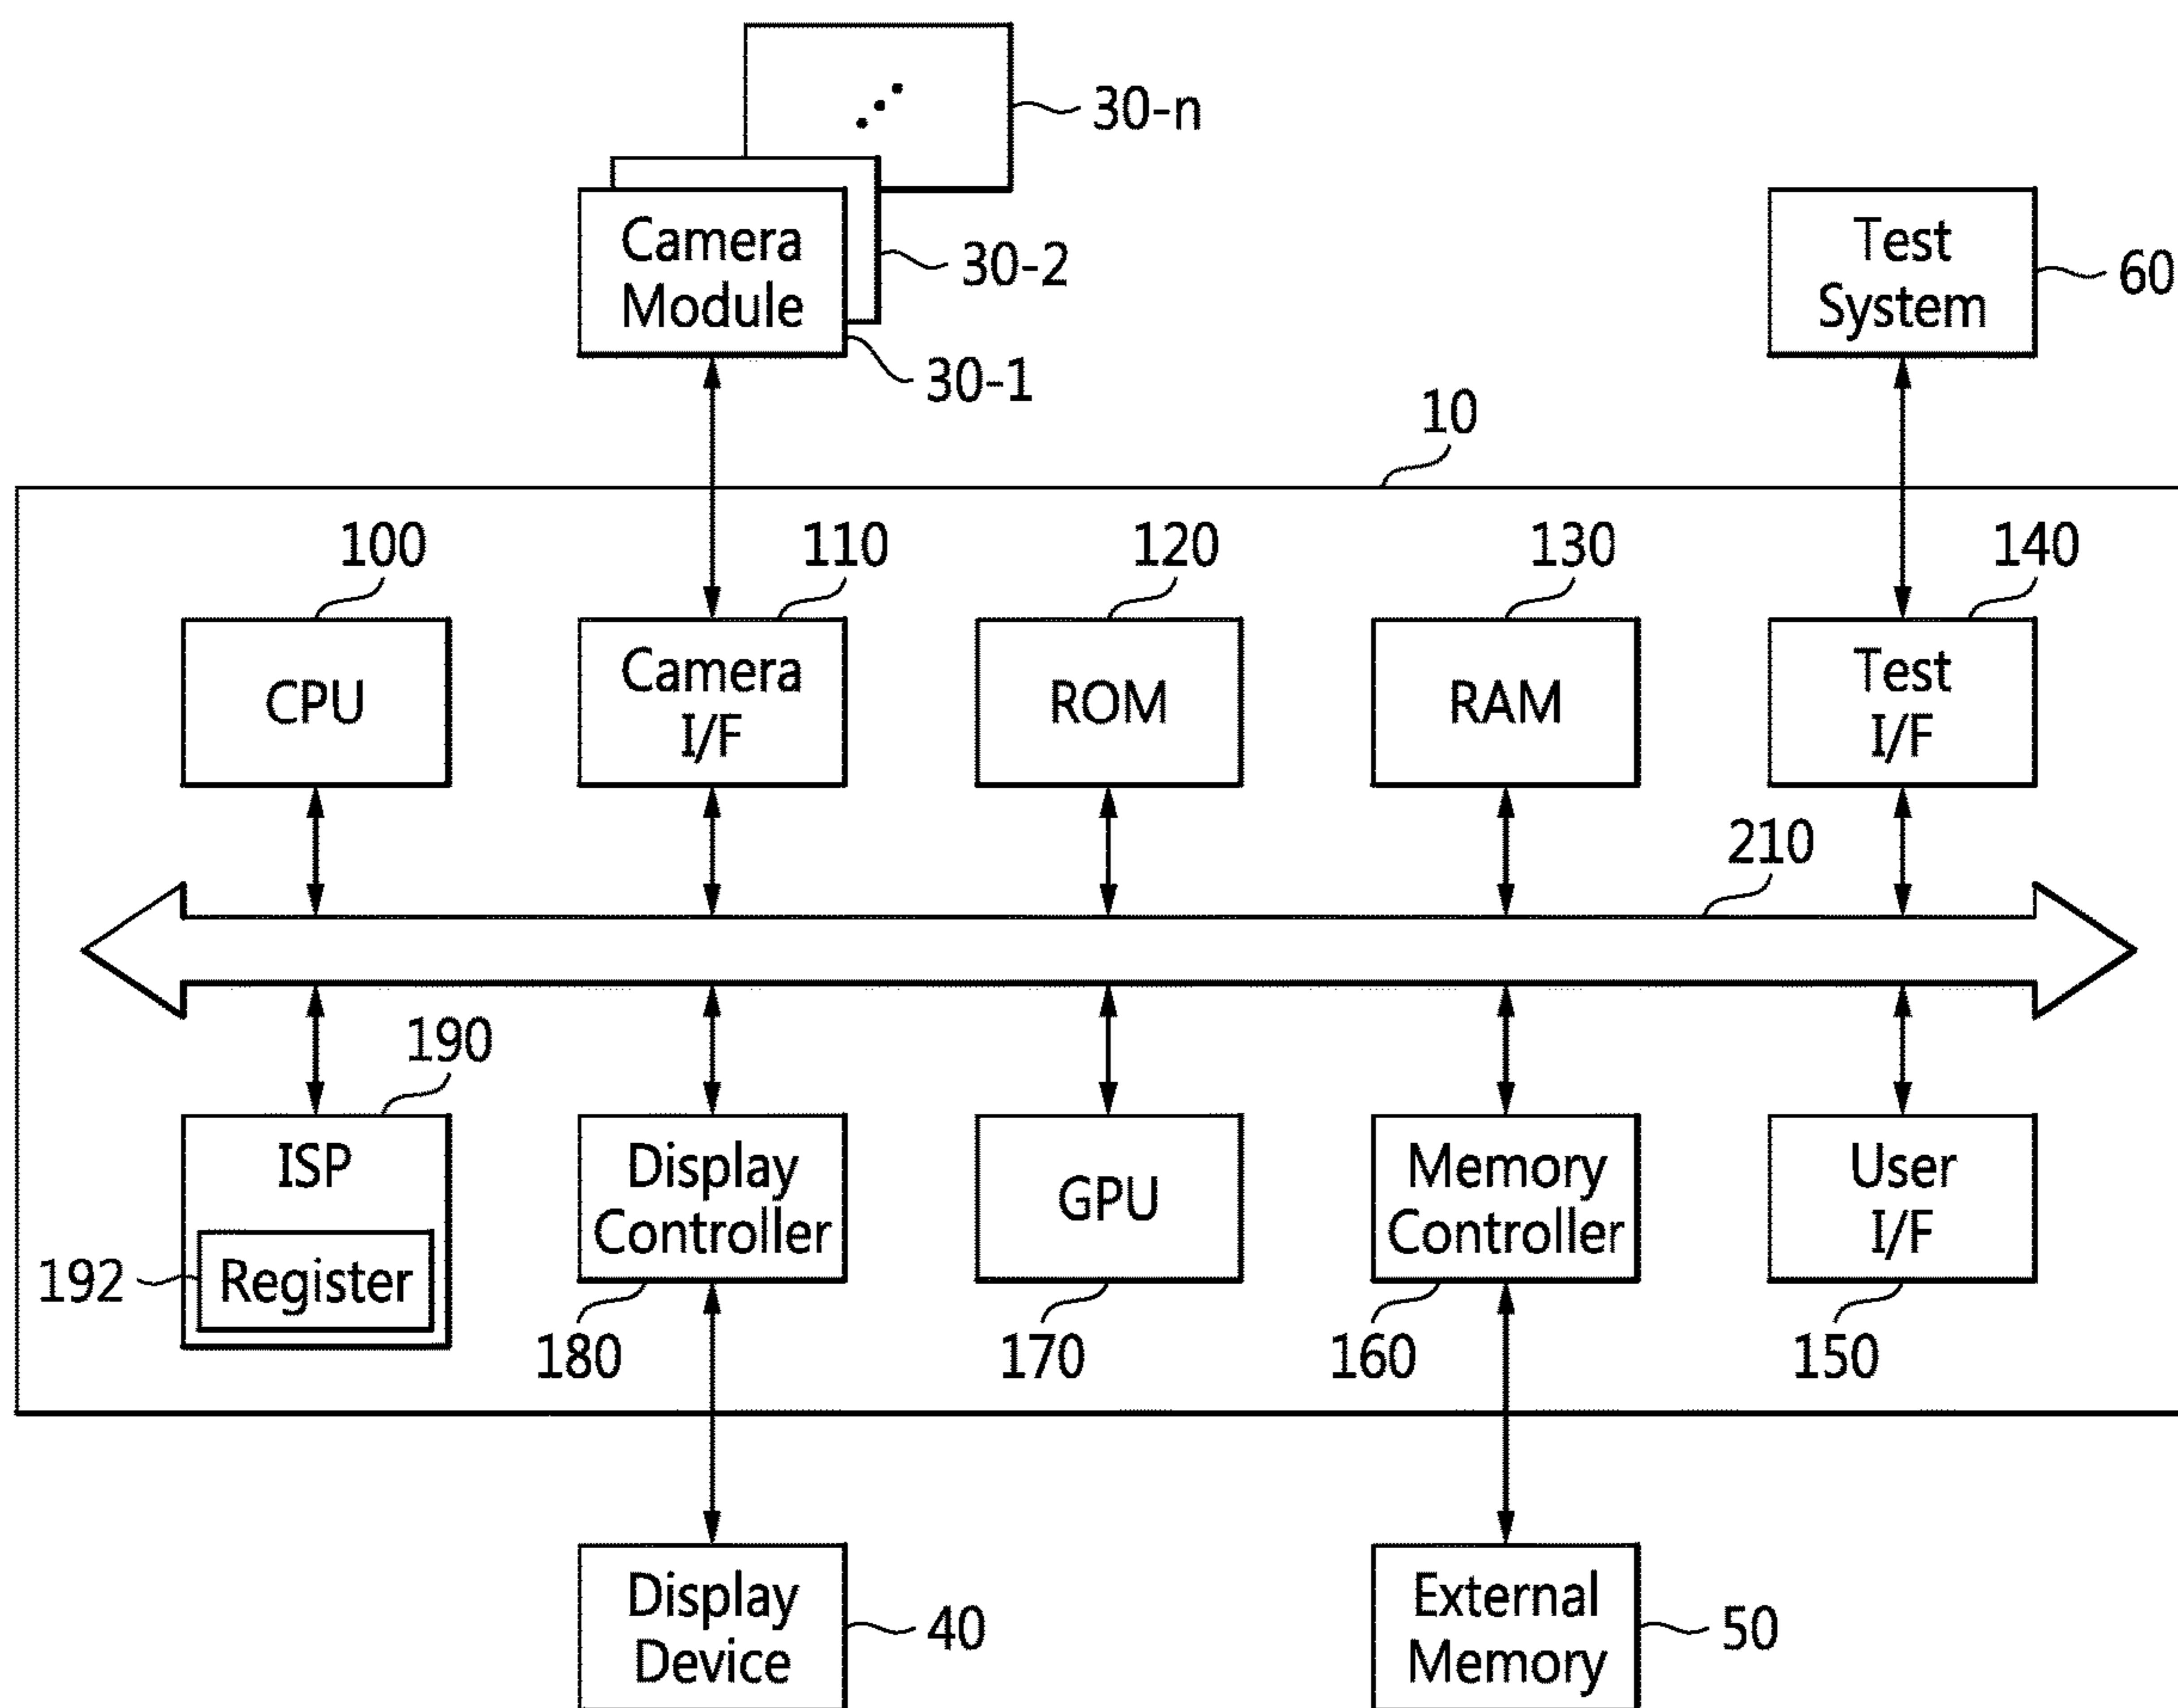 30-n
Camera
Module
30-2
30-1
Test
System
60
10
100
110
120
130
140
CPU
Camera
I/F
ROM
RAM
Test
I/F
210
190
ISP
Register
192
Display
Controller
180
GPU
170
Memory
Controller
160
User
I/F
150
Display
Device
40
External
Memory
50